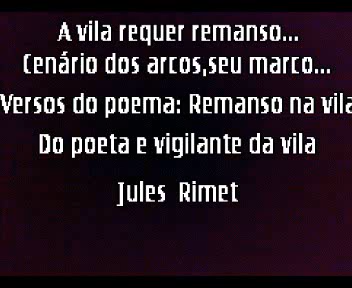 A vila requer remanso...
Cenário dos arcos,seu marco...
Versos do poema: Remanso na vila
Do poeta e vigilante da vila
Jules Rimet